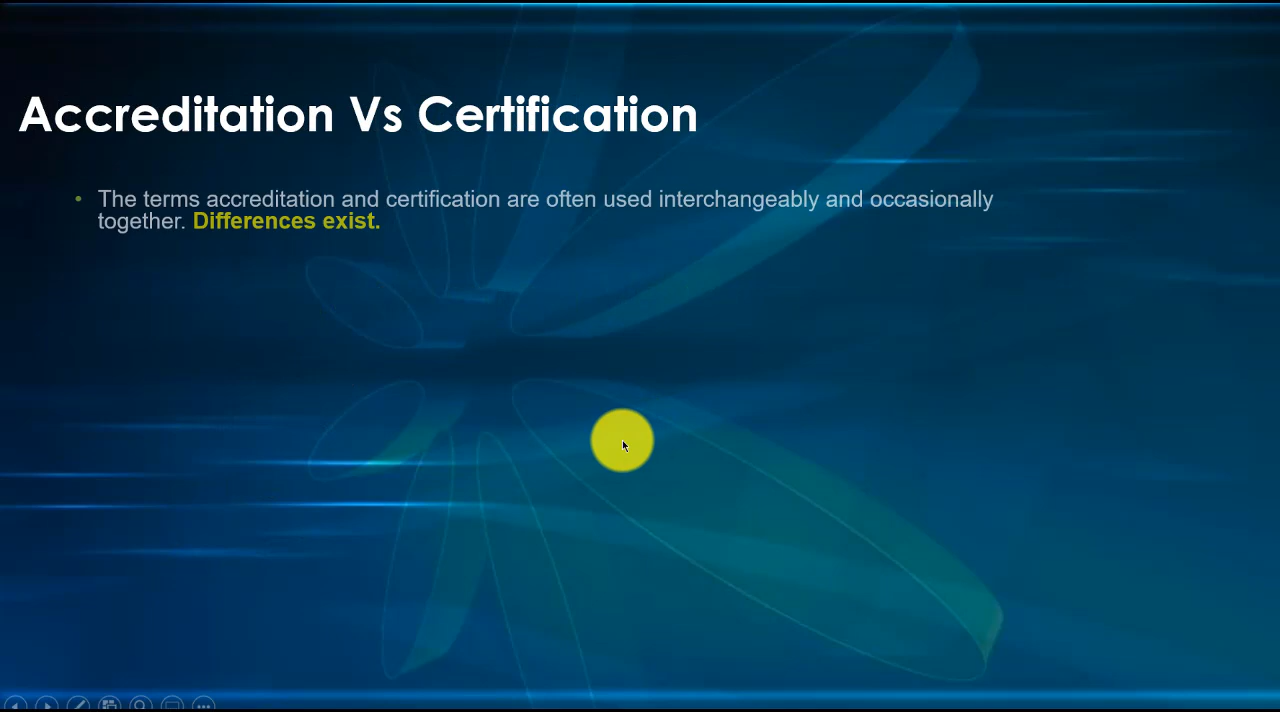 Accreditation Vs Certification
• The terms accreditation and certification are often used interchangeably and occasionally
together. Differences exist.